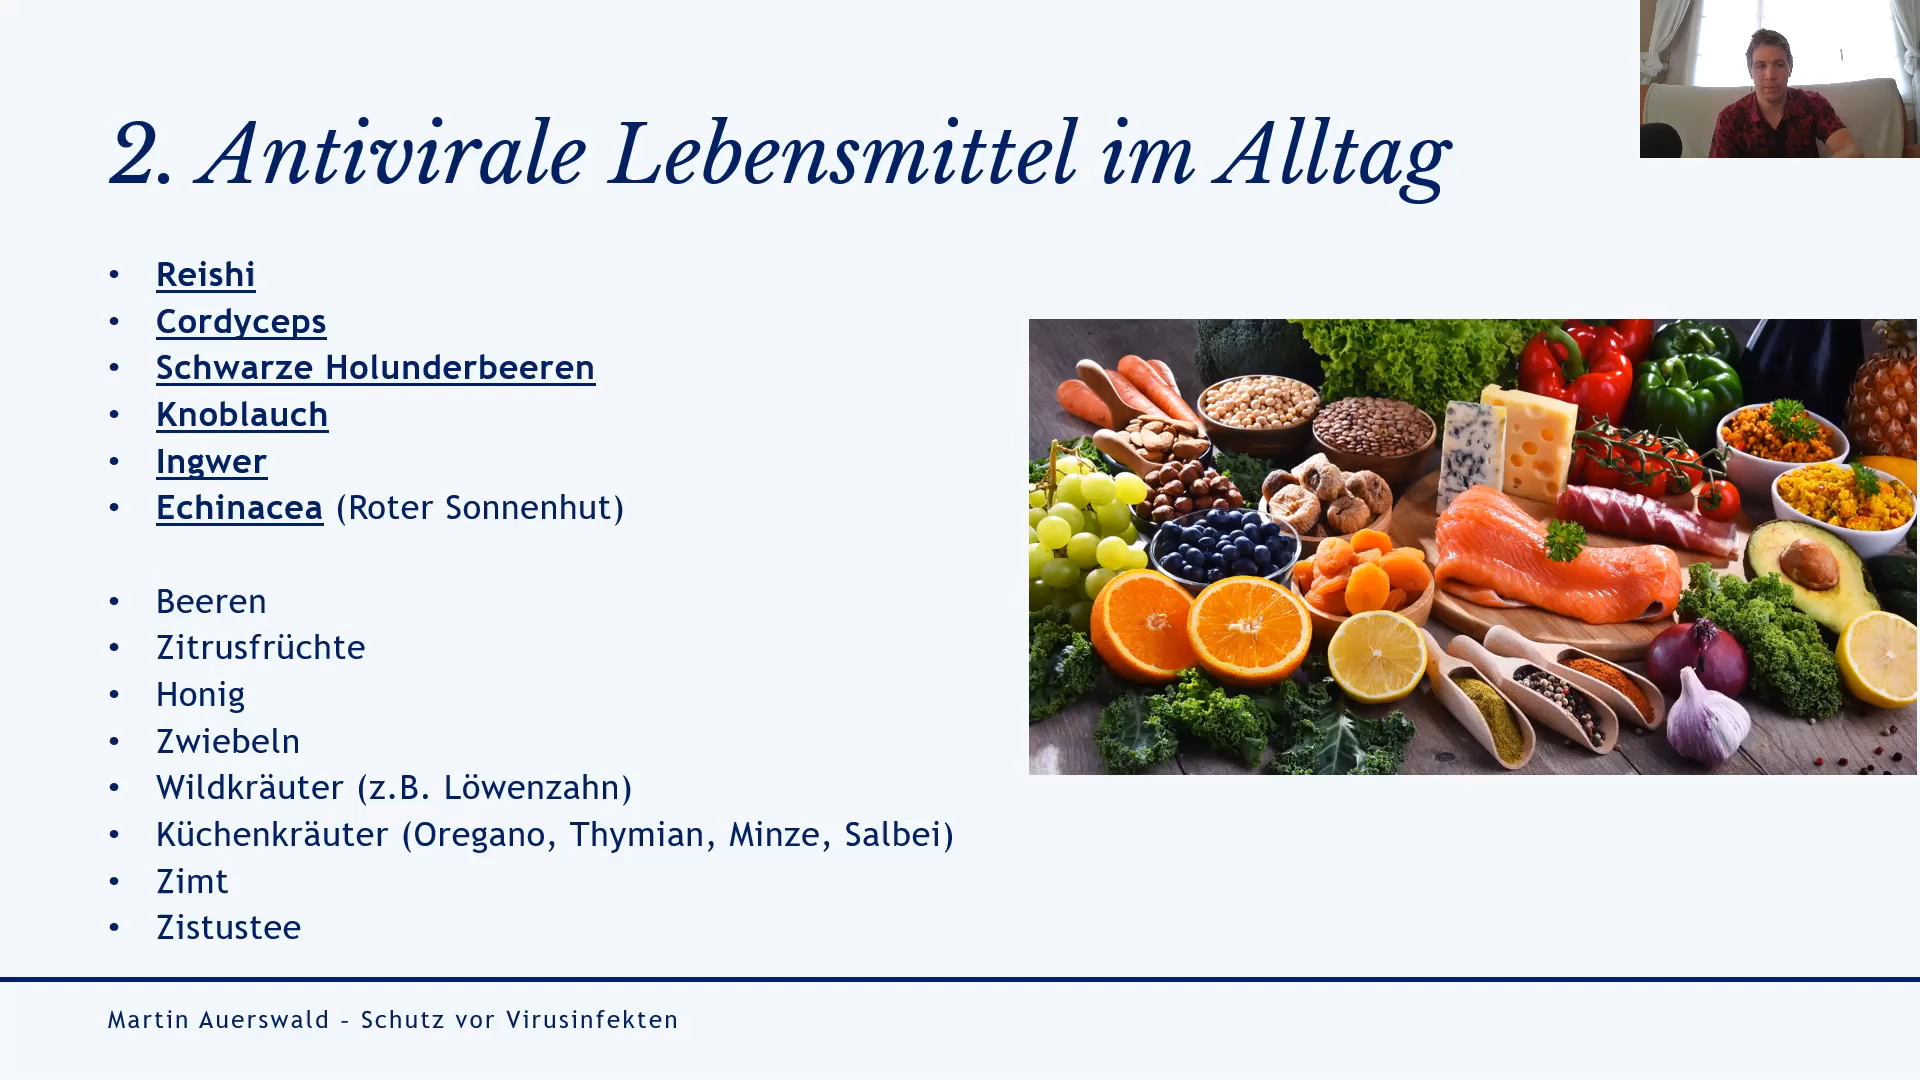 2. Antivirale Lebensmittel im Alltag
• Reishi
• Cordyceps
• Schwarze Holunderbeeren
• Knoblauch
• Ingwer
• Echinacea (Roter Sonnenhut)
• Beeren
• Zitrusfrüchte
• Honig
• Zwiebeln
• Wildkräuter (z.B. Löwenzahn)
• Küchenkräuter (Oregano, Thymian, Minze, Salbei)
• Zimt
• Zistustee
Martin Auerswald – Schutz vor Virusinfekten